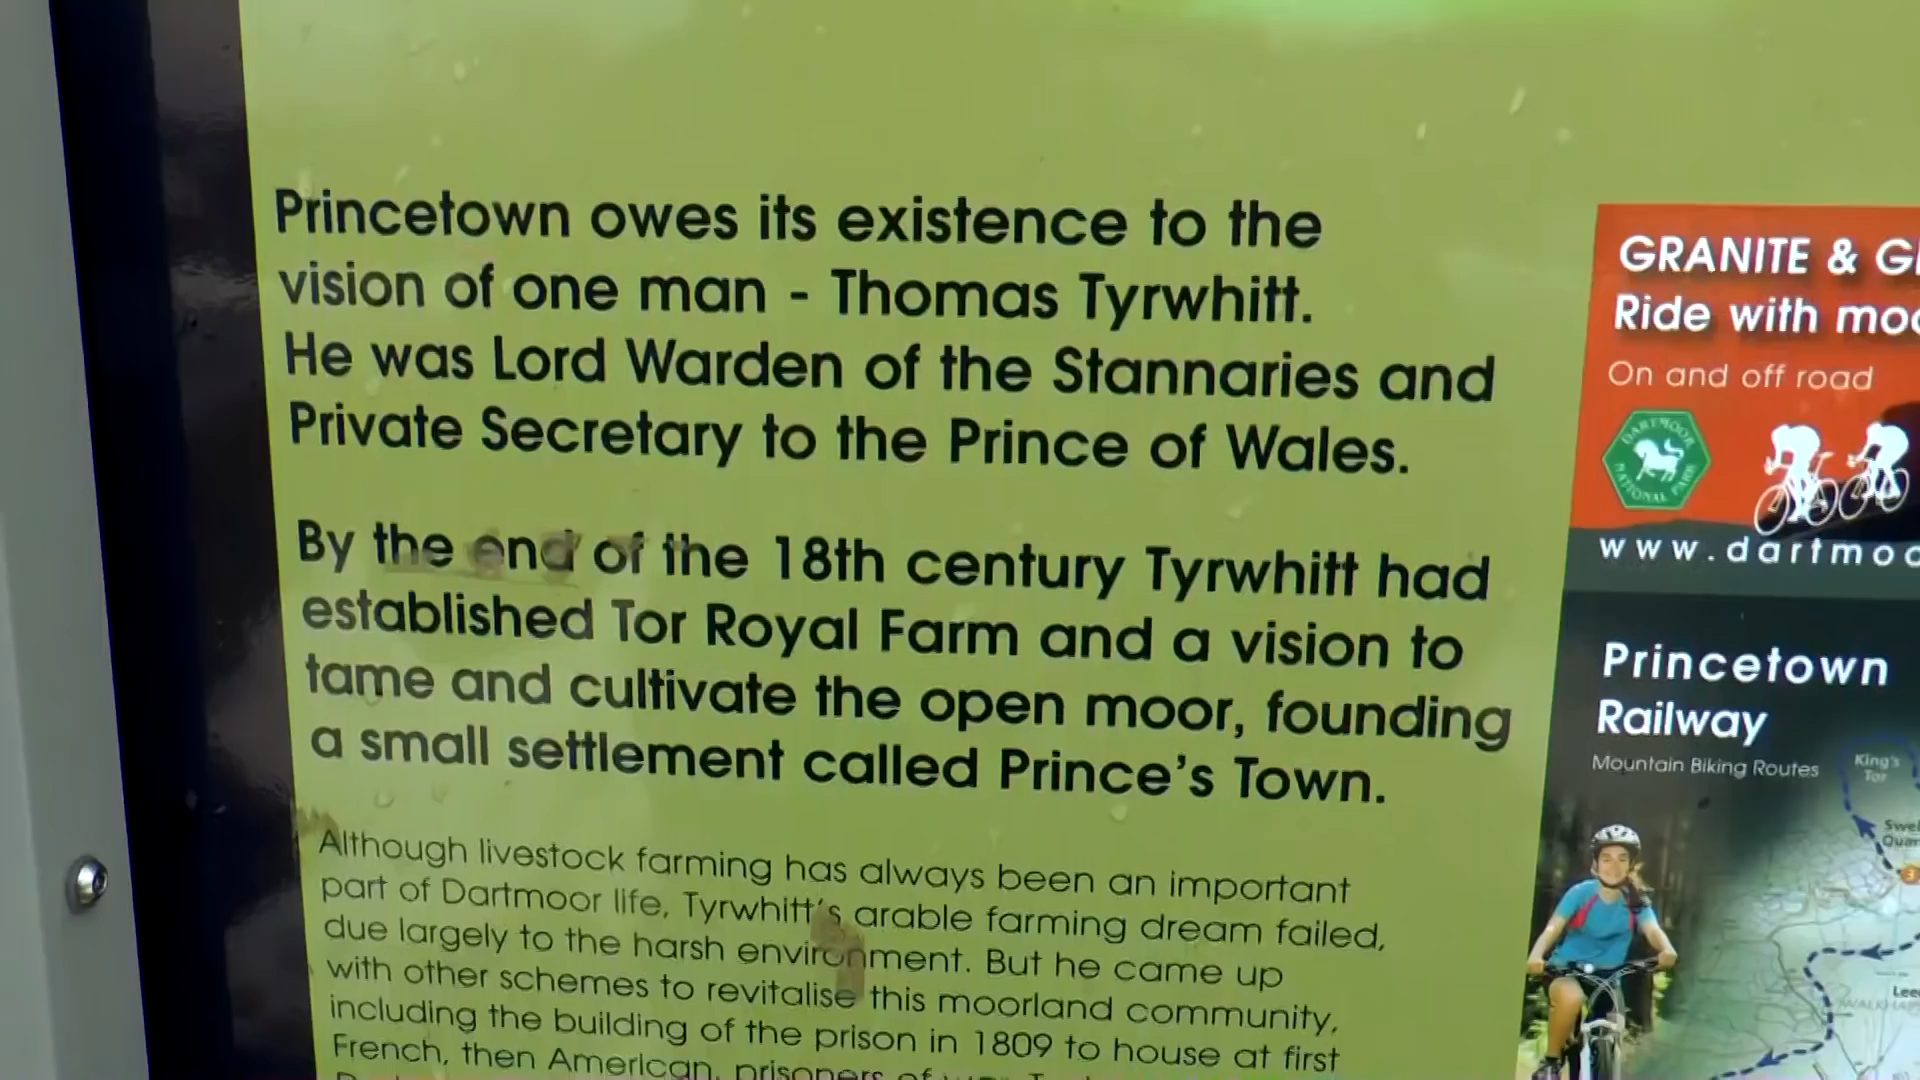 Princetown owes its existence to the
vision of one man - Thomas Tyrwhitt.
He was Lord Warden of the Stannaries and
Private Secretary to the Prince of Wales.
By the end of the 18th century Tyrwhitt had
established Tor Royal Farm and a vision to
tame and cultivate the open moor, founding
a small settlement called Prince's Town.
Although livestock farming has always been an important
part of Dartmoor life, Tyrwhitt's arable farming dream failed,
due largely to the harsh environment. But he came up
with other schemes to revitalise this moorland community,
including the building of the prison in 1809 to house at first
French, then American, prisoners of
GRANITE &
Ride with
On and off road
DARTMOOR
NATIONAL PARK
www.dartmoo
Princetown
Railway
Mountain Biking Routes
King's
Tor
3